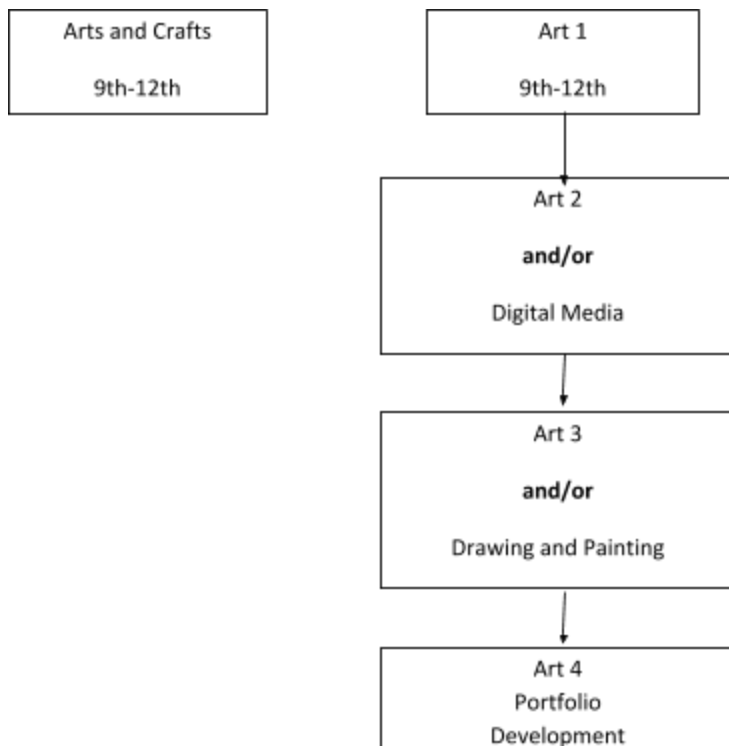 Arts and Crafts
9th-12th
Art 1
9th-12th
Art 2
and/or
Digital Media
Art 3
and/or
Drawing and Painting
Art 4
Portfolio
Development